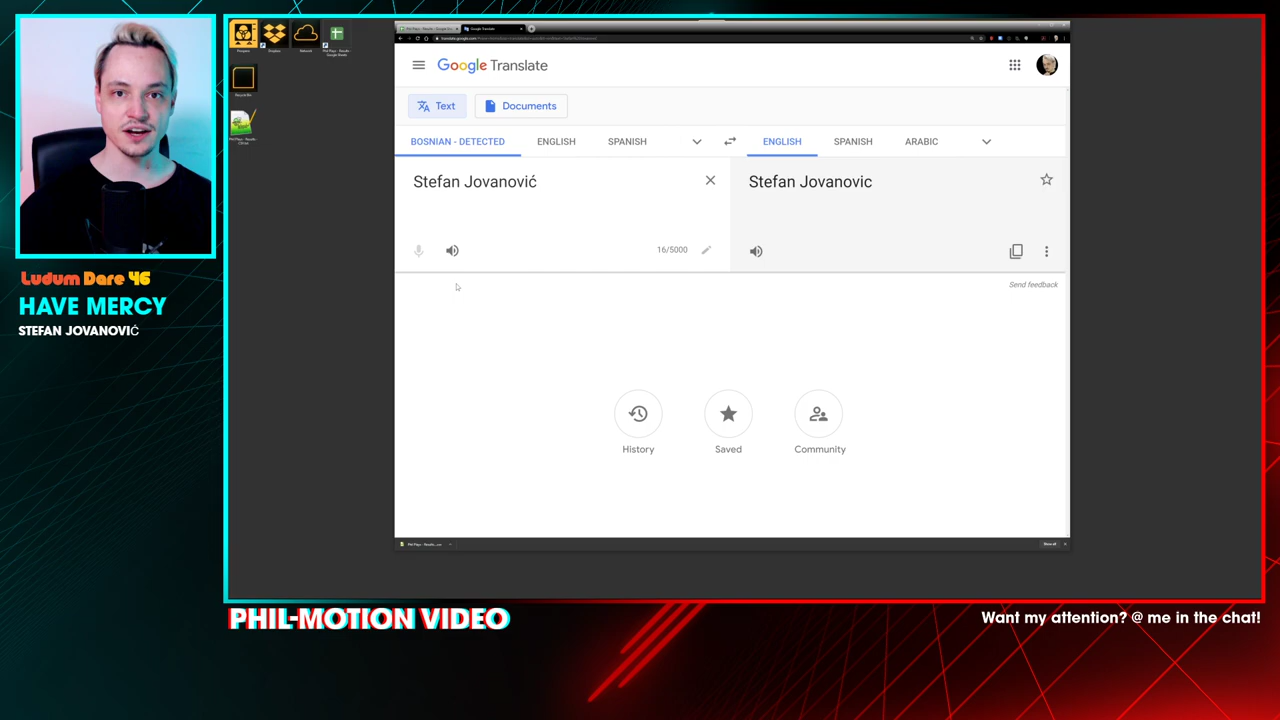 Google Translate
Text
Documents
BOSNIAN - DETECTED
ENGLISH
SPANISH
ENGLISH
SPANISH
ARABIC
Stefan Jovanović
Stefan Jovanovic
16/5000
Send feedback
History
Saved
Community
Show all
Ludum Dare 46
HAVE MERCY
STEFAN JOVANOVIĆ
PHIL-MOTION VIDEO
Want my attention? @ me in the chat!